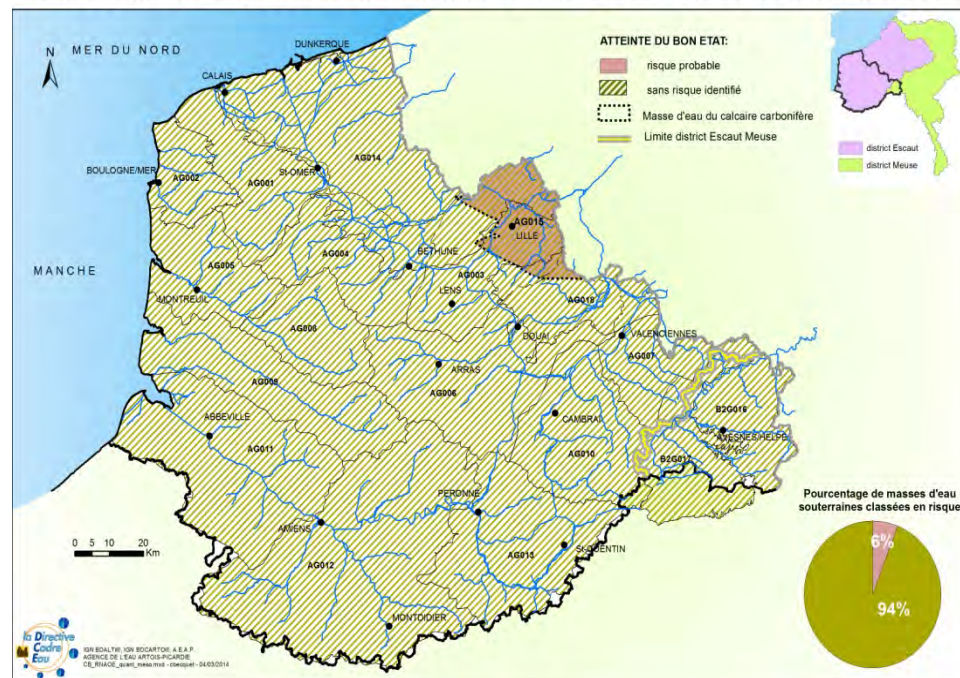 N
MER DU NORD
DUNKERQUE
CALAIS
BOULOGNE/MER
AG002
AG001
ST-OMER
AG014
AG015
LILLE
MANCHE
AG005
AG004
BETHUNE
AG003
LENS
AG018
MONTREUIL
AG008
DOUAI
VALENCIENNES
AG007
AG009
ARRAS
AG006
B2G016
ABBEVILLE
CAMBRAI
AVESNES/HELPE
AG011
AG010
B2G017
PERONNE
AMIENS
St-QUENTIN
AG013
AG012
MONTDIDIER
0 5 10 20
Km
ATTEINTE DU BON ETAT:
risque probable
sans risque identifié
Masse d'eau du calcaire carbonifère
Limite district Escaut Meuse
district Escaut
district Meuse
Pourcentage de masses d'eau
souterraines classées en risque
6%
94%
la Directive
Cadre
Eau
AGENCE DE L'EAU ARTOIS-PICARDIE